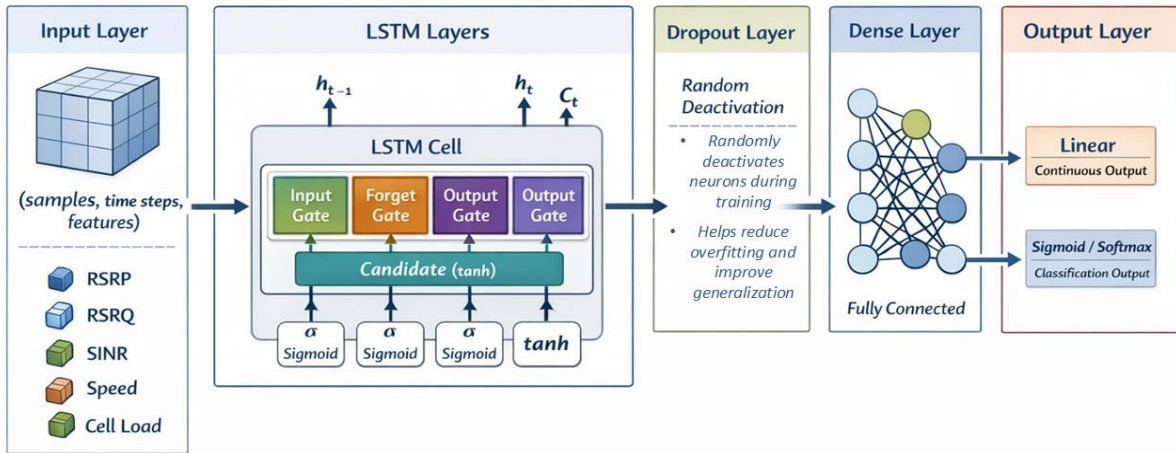 Input Layer
(samples, time steps,
features)
RSRP
RSRQ
SINR
Speed
Cell Load
LSTM Layers
h t−1
h t
C t
LSTM Cell
Input
Gate
Forget
Gate
Output
Gate
Output
Gate
Candidate (tanh)
σ
Sigmoid
σ
Sigmoid
σ
Sigmoid
tanh
Dropout Layer
Random
Deactivation
• Randomly
deactivates
neurons during
training
• Helps reduce
overfitting and
improve
generalization
Dense Layer
Fully Connected
Output Layer
Linear
Continuous Output
Sigmoid / Softmax
Classification Output